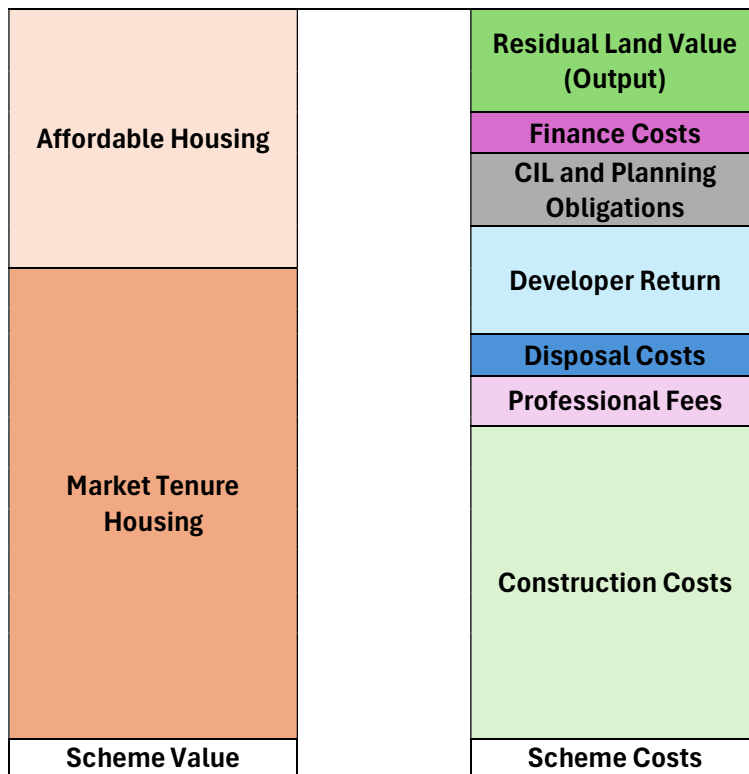 Affordable Housing
Market Tenure
Housing
Scheme Value
Residual Land Value
(Output)
Finance Costs
CIL and Planning
Obligations
Developer Return
Disposal Costs
Professional Fees
Construction Costs
Scheme Costs